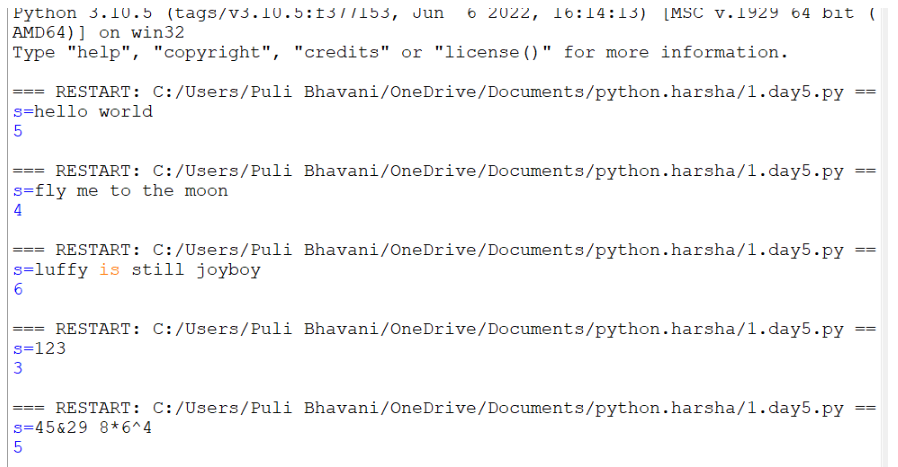 Python 3.10.5 (tags/v3.10.5:f377153, Jun  6 2022, 16:14:13) [MSC v.1929 64 bit (
AMD64)] on win32
Type "help", "copyright", "credits" or "license()" for more information.
=== RESTART: C:/Users/Puli Bhavani/OneDrive/Documents/python.harsha/1.day5.py ==
s=hello world
5
=== RESTART: C:/Users/Puli Bhavani/OneDrive/Documents/python.harsha/1.day5.py ==
s=fly me to the moon
4
=== RESTART: C:/Users/Puli Bhavani/OneDrive/Documents/python.harsha/1.day5.py ==
s=luffy is still joyboy
6
=== RESTART: C:/Users/Puli Bhavani/OneDrive/Documents/python.harsha/1.day5.py ==
s=123
3
=== RESTART: C:/Users/Puli Bhavani/OneDrive/Documents/python.harsha/1.day5.py ==
s=45&29 8*6^4
5